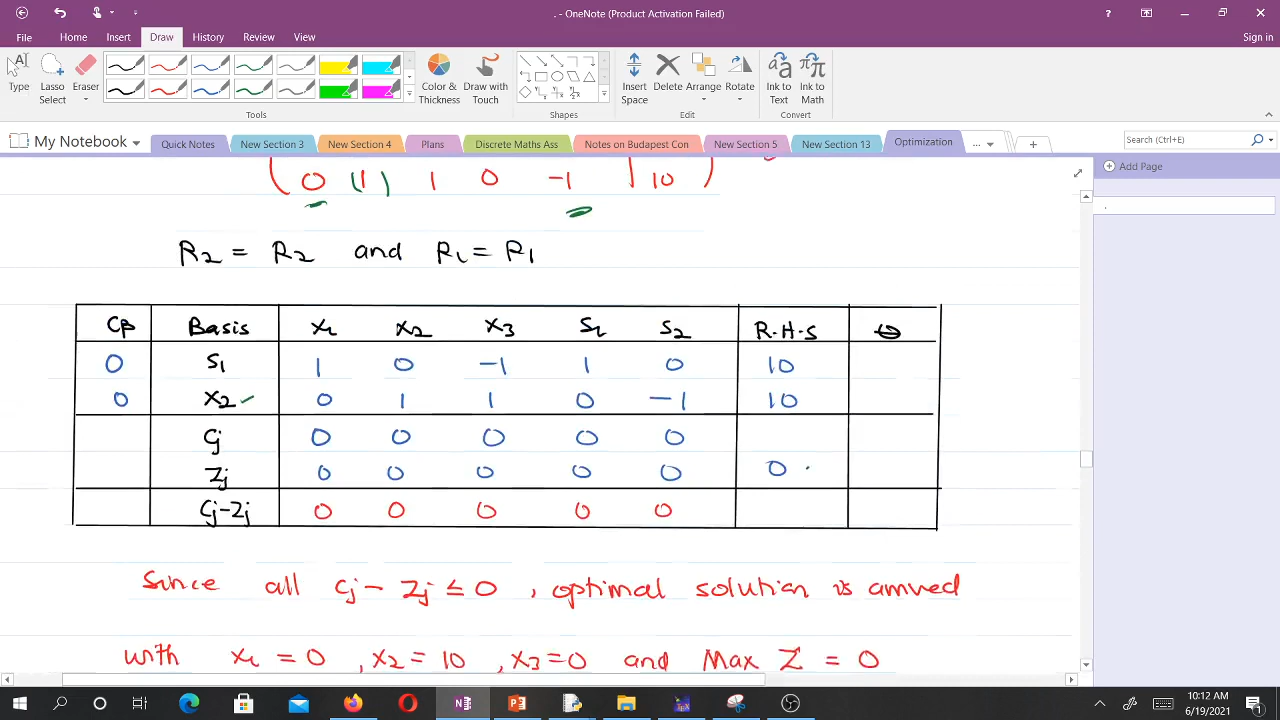 . - OneNote (Product Activation Failed)
File Home Insert Draw History Review View Sign in
Type Lasso Select Eraser Color & Thickness Draw with Touch Insert Space Delete Arrange Rotate Ink to Text Ink to Math
Tools Shapes Edit Convert
My Notebook Quick Notes New Section 3 New Section 4 Plans Discrete Maths Ass Notes on Budapest Con New Section 5 New Section 13 Optimization ... Search (Ctrl+E)
Add Page
.
( 0 (1) 1 0 -1 | 10 )
R2 = R2 and R1 = R1
CB Basis x1 x2 x3 S1 S2 R.H.S θ
0 S1 1 0 -1 1 0 10
0 x2 ✓ 0 1 1 0 -1 10
Cj 0 0 0 0 0
Zj 0 0 0 0 0 0
Cj-Zj 0 0 0 0 0
Since all Cj - Zj ≤ 0 , optimal solution is arrived
with x1 = 0 , x2 = 10 , x3 = 0 and Max Z = 0
10:12 AM
6/19/2021